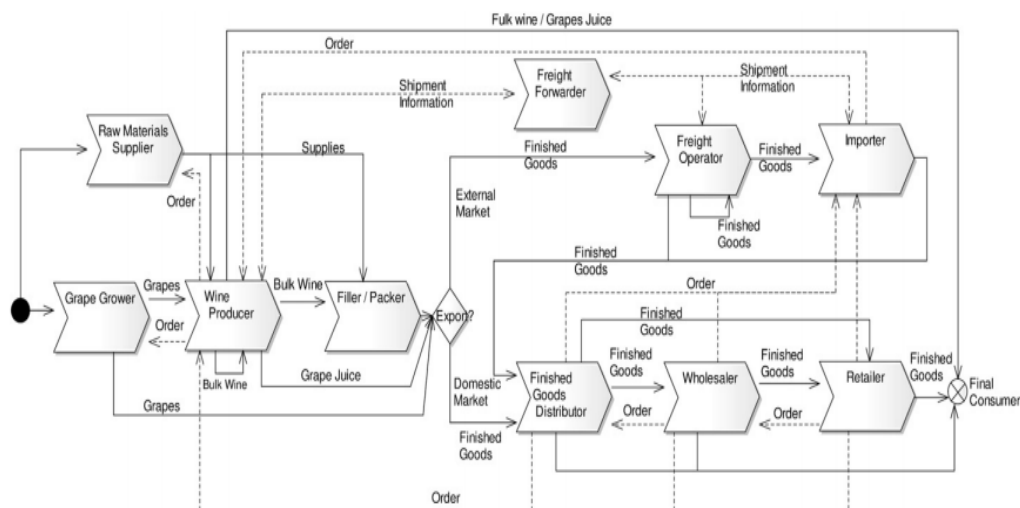 Fulk wine / Grapes Juice
Order
Shipment
Information
Freight
Forwarder
Shipment
Information
Raw Materials
Supplier
Supplies
Finished
Goods
Freight
Operator
Finished
Goods
Importer
Order
External
Market
Finished
Goods
Finished
Goods
Grape Grower
Grapes
Order
Wine
Producer
Bulk Wine
Filler / Packer
Export?
Order
Finished
Goods
Bulk Wine
Grape Juice
Grapes
Domestic
Market
Finished
Goods
Finished
Goods
Distributor
Finished
Goods
Order
Wholesaler
Finished
Goods
Order
Retailer
Finished
Goods
Final
Consumer
Order